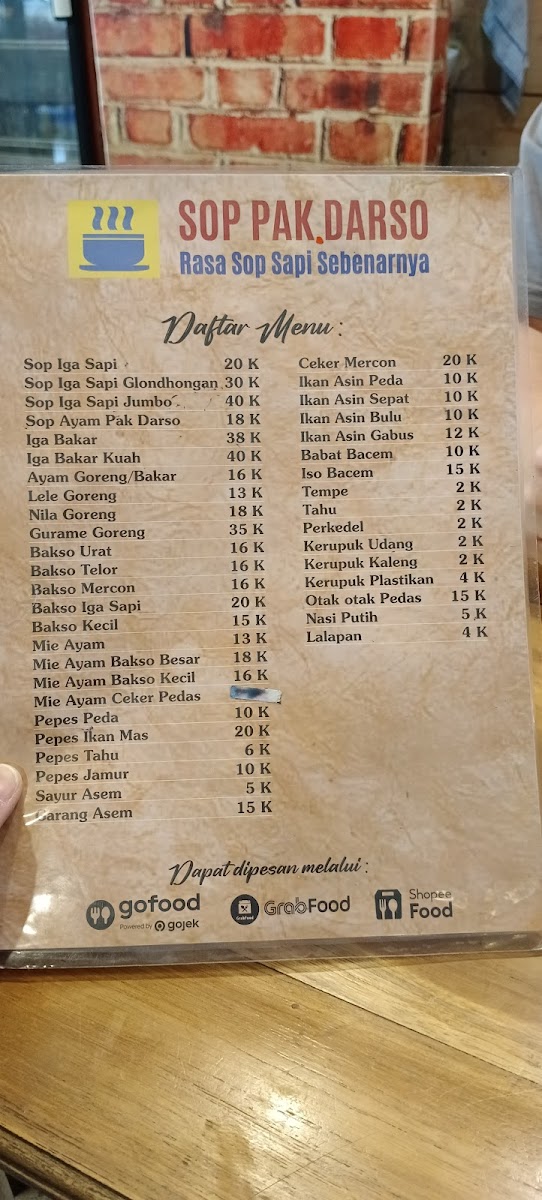 SOP PAK DARSO
Rasa Sop Sapi Sebenarnya
Daftar Menu :
Sop Iga Sapi 20 K
Sop Iga Sapi Glondhongan 30 K
Sop Iga Sapi Jumbo 40 K
Sop Ayam Pak Darso 18 K
Iga Bakar 38 K
Iga Bakar Kuah 40 K
Ayam Goreng/Bakar 16 K
Lele Goreng 13 K
Nila Goreng 18 K
Gurame Goreng 35 K
Bakso Urat 16 K
Bakso Telor 16 K
Bakso Mercon 16 K
Bakso Iga Sapi 20 K
Bakso Kecil 15 K
Mie Ayam 13 K
Mie Ayam Bakso Besar 18 K
Mie Ayam Bakso Kecil 16 K
Mie Ayam Ceker Pedas
Pepes Peda 10 K
Pepes Ikan Mas 20 K
Pepes Tahu 6 K
Pepes Jamur 10 K
Sayur Asem 5 K
Garang Asem 15 K
Ceker Mercon 20 K
Ikan Asin Peda 10 K
Ikan Asin Sepat 10 K
Ikan Asin Bulu 10 K
Ikan Asin Gabus 12 K
Babat Bacem 10 K
Iso Bacem 15 K
Tempe 2 K
Tahu 2 K
Perkedel 2 K
Kerupuk Udang 2 K
Kerupuk Kaleng 2 K
Kerupuk Plastikan 4 K
Otak otak Pedas 15 K
Nasi Putih 5 K
Lalapan 4 K
Dapat dipesan melalui :
gofood
Powered by gojek
GrabFood
GrabFood
Shopee
Food